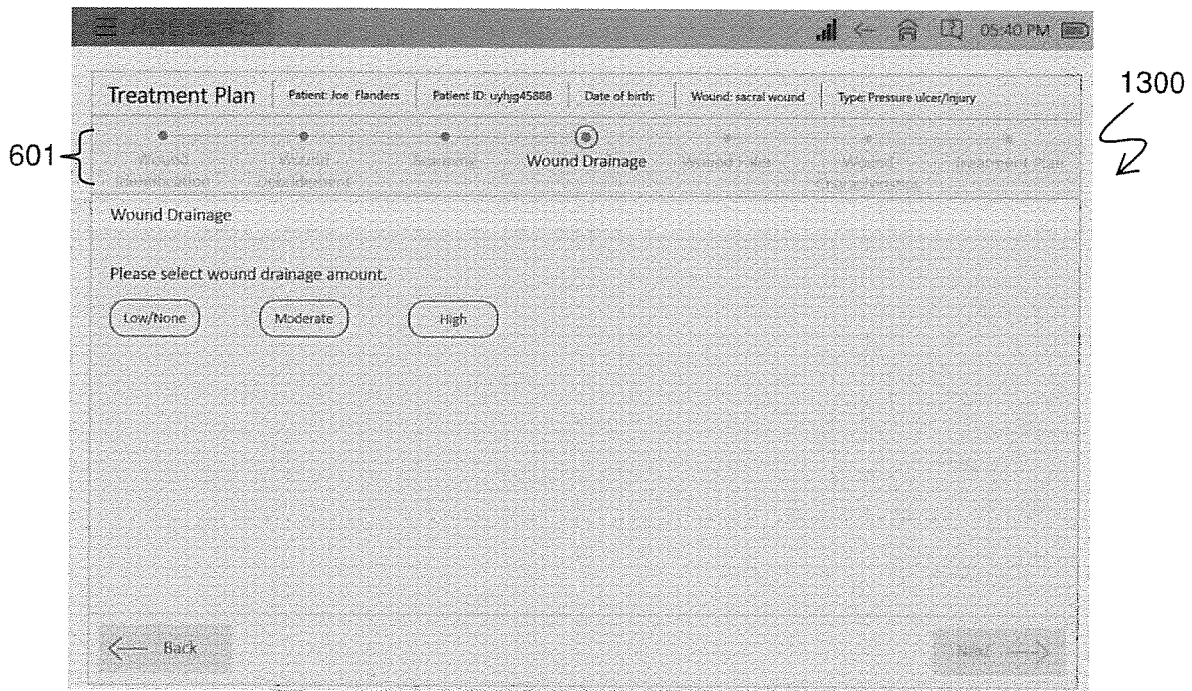 05:40 PM
1300
Treatment Plan Patient: Joe Flanders Patient ID: uyhjg45888 Date of birth: Wound: sacral wound Type: Pressure ulcer/Injury
601
Wound Drainage
Wound Drainage
Please select wound drainage amount.
Low/None Moderate High
Back Next